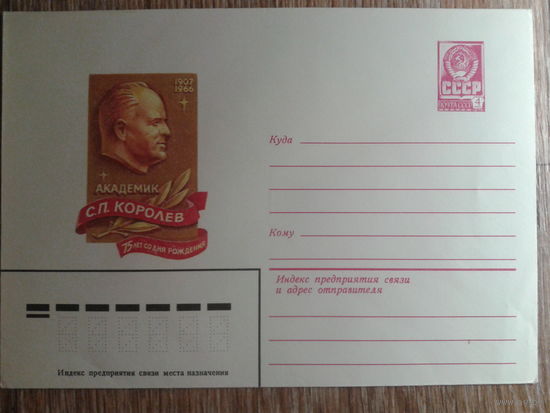 1907
1966
АКАДЕМИК
С.П. КОРОЛЕВ
75 ЛЕТ СО ДНЯ РОЖДЕНИЯ
СССР
4
Куда
Кому
Индекс предприятия связи
и адрес отправителя
Индекс предприятия связи места назначения